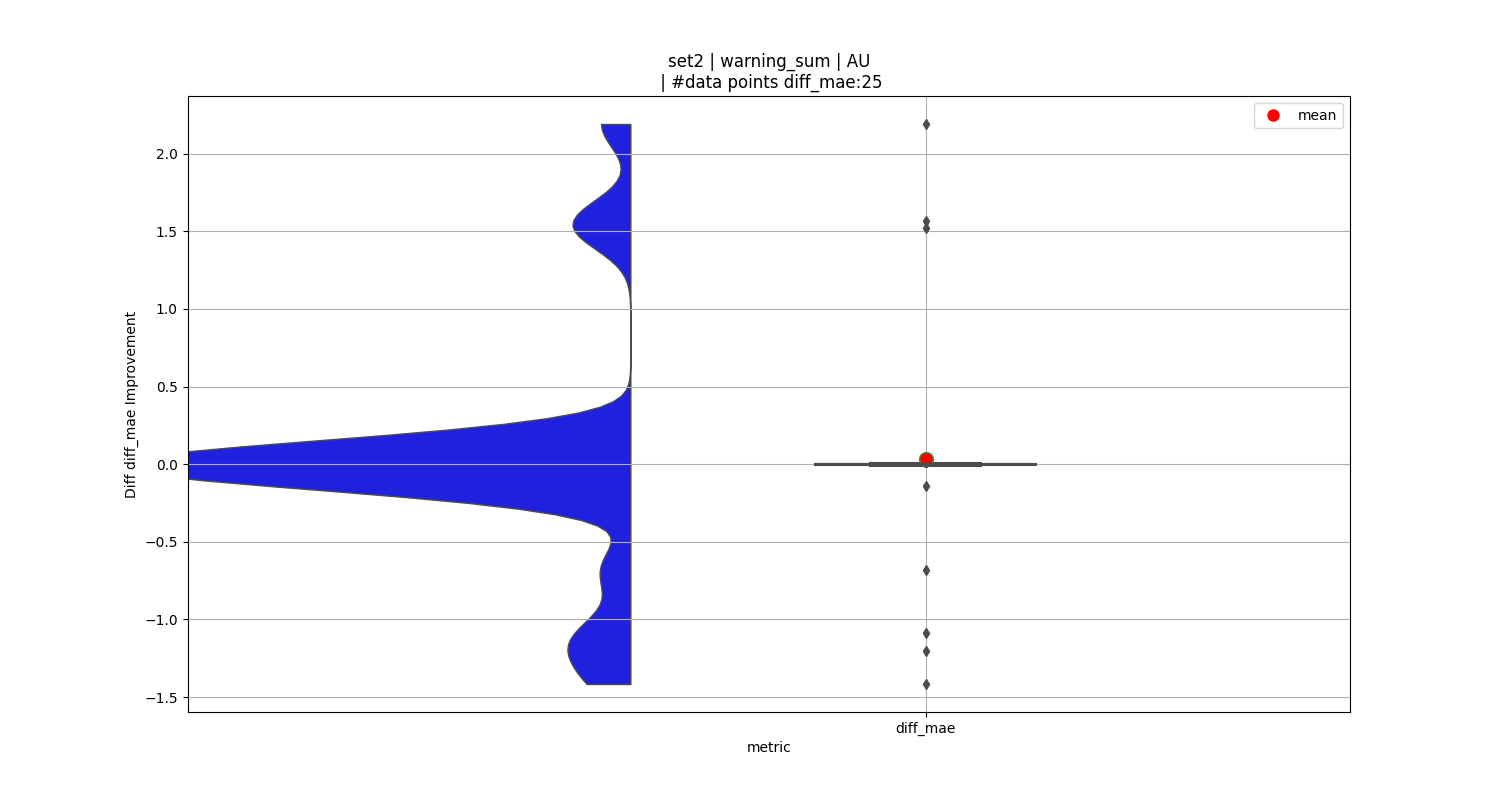 set2 | warning_sum | AU
| #data points diff_mae:25
mean
Diff diff_mae Improvement
2.0
1.5
1.0
0.5
0.0
−0.5
−1.0
−1.5
diff_mae
metric